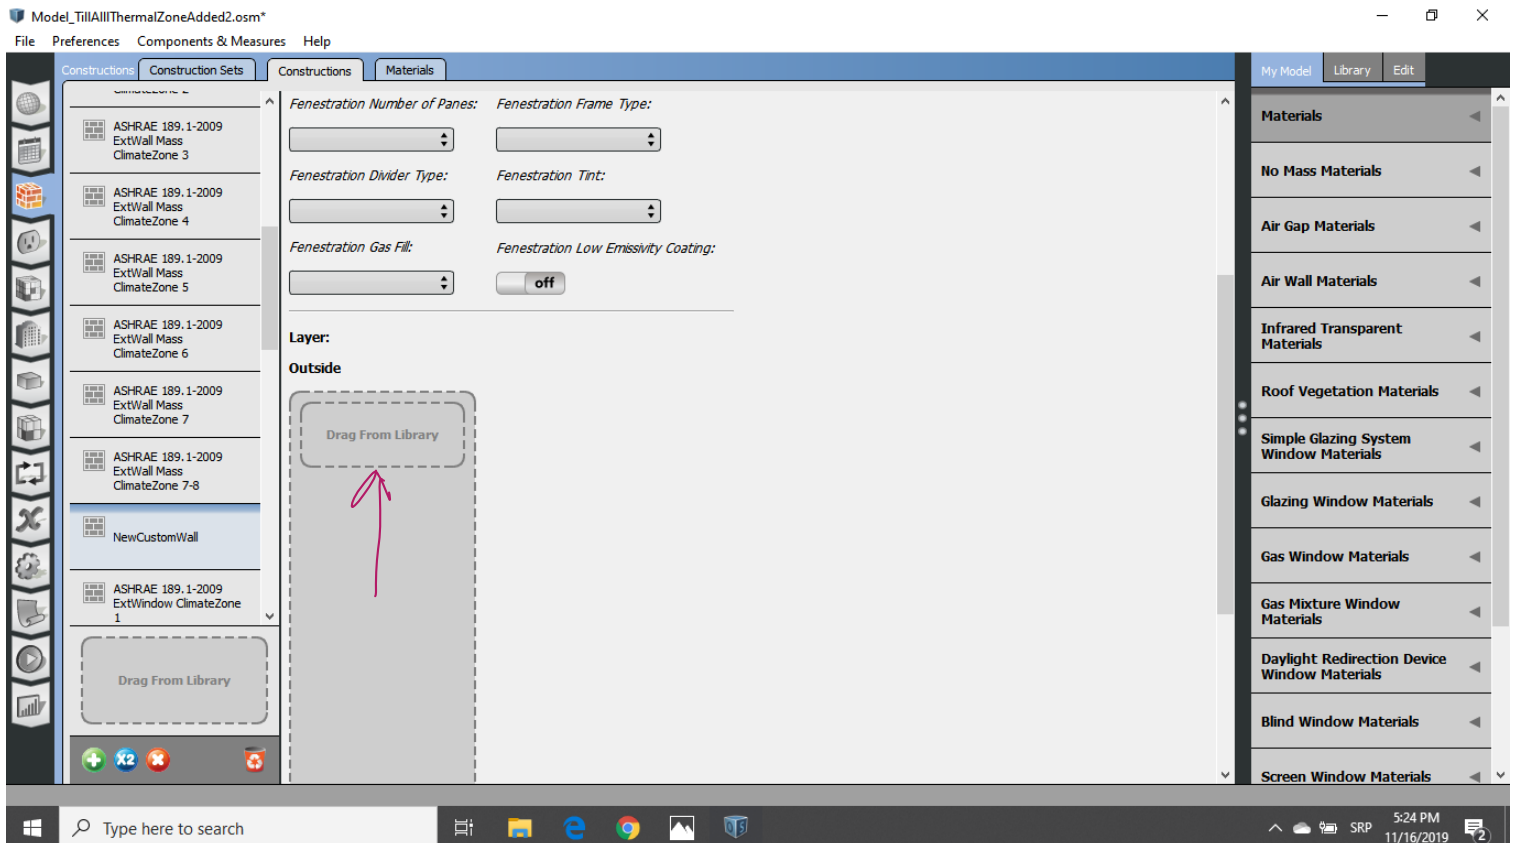 Model_TillAllIThermalZoneAdded2.osm*
File Preferences Components & Measures Help
Constructions Construction Sets Constructions Materials
My Model Library Edit
ASHRAE 189.1-2009
ExtWall Mass
ClimateZone 3
ASHRAE 189.1-2009
ExtWall Mass
ClimateZone 4
ASHRAE 189.1-2009
ExtWall Mass
ClimateZone 5
ASHRAE 189.1-2009
ExtWall Mass
ClimateZone 6
ASHRAE 189.1-2009
ExtWall Mass
ClimateZone 7
ASHRAE 189.1-2009
ExtWall Mass
ClimateZone 7-8
NewCustomWall
ASHRAE 189.1-2009
ExtWindow ClimateZone
1
Drag From Library
X2
Fenestration Number of Panes: Fenestration Frame Type:
Fenestration Divider Type: Fenestration Tint:
Fenestration Gas Fill: Fenestration Low Emissivity Coating:
off
Layer:
Outside
Drag From Library
Materials
No Mass Materials
Air Gap Materials
Air Wall Materials
Infrared Transparent
Materials
Roof Vegetation Materials
Simple Glazing System
Window Materials
Glazing Window Materials
Gas Window Materials
Gas Mixture Window
Materials
Daylight Redirection Device
Window Materials
Blind Window Materials
Screen Window Materials
Type here to search
SRP
5:24 PM
11/16/2019
2